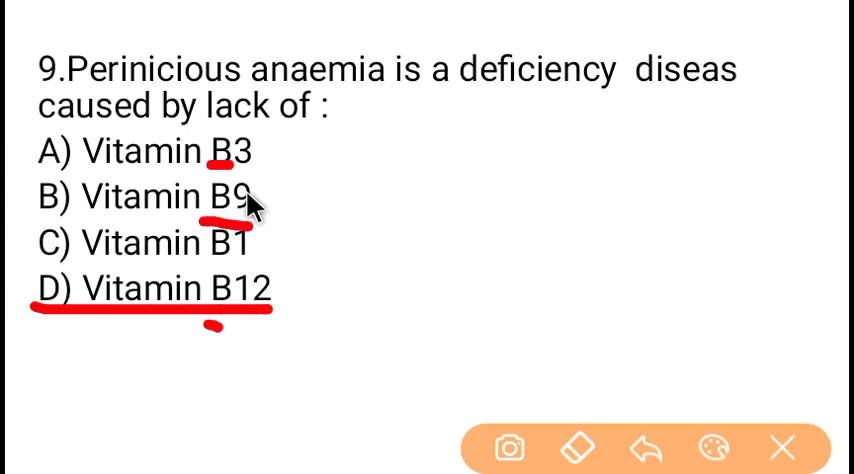 9.Perinicious anaemia is a deficiency diseas
caused by lack of :
A) Vitamin B3
B) Vitamin B9
C) Vitamin B1
D) Vitamin B12